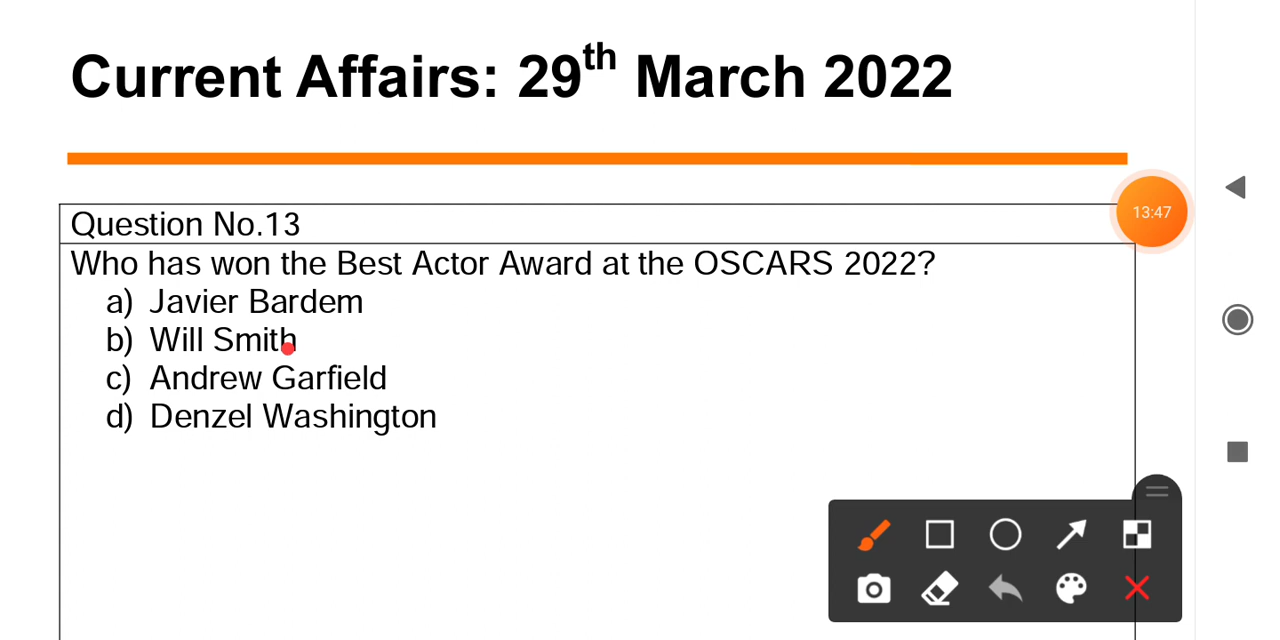 Current Affairs: 29th March 2022
13:47
Question No.13
Who has won the Best Actor Award at the OSCARS 2022?
a) Javier Bardem
b) Will Smith
c) Andrew Garfield
d) Denzel Washington